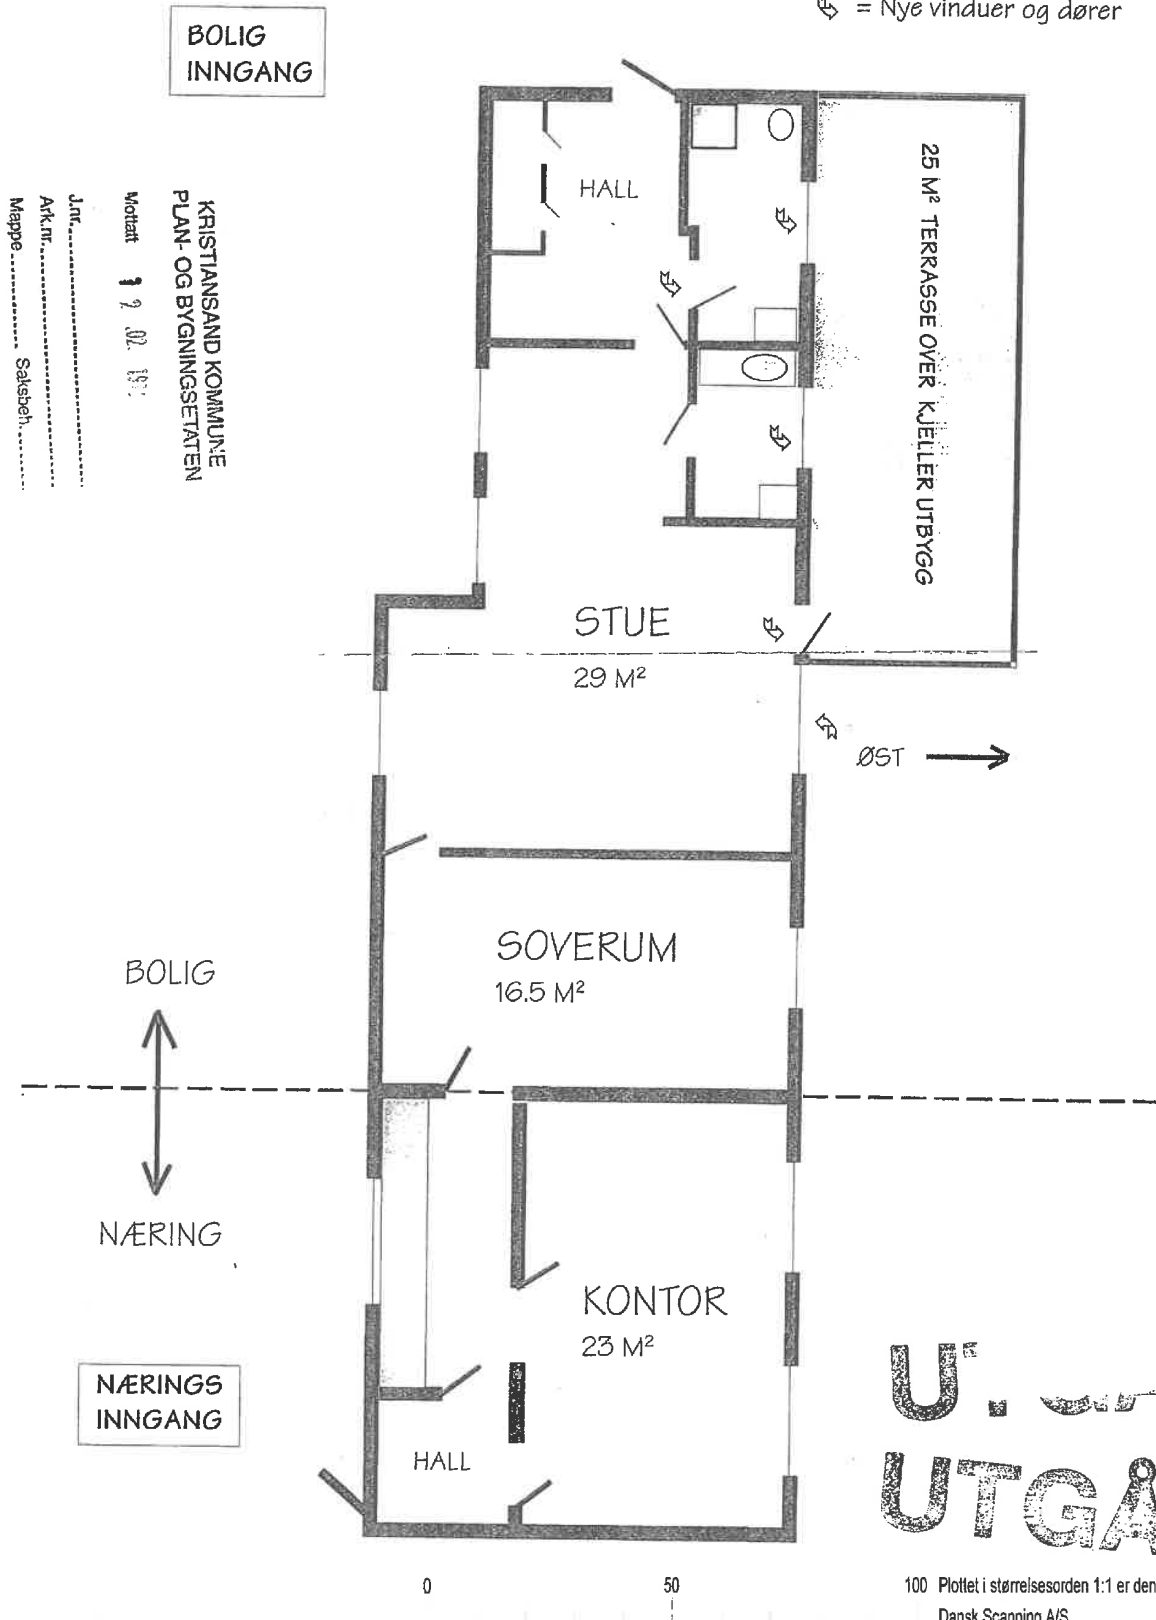 = Nye vinduer og dører
BOLIG
INNGANG
KRISTIANSAND KOMMUNE
PLAN- OG BYGNINGSETATEN
Mottatt 12.02.
J.nr.
Ark.nr.
Mappe Saksbeh.
HALL
25 M² TERRASSE OVER KJELLER UTBYGG
STUE
29 M²
ØST
SOVERUM
16.5 M²
BOLIG
NÆRING
KONTOR
23 M²
NÆRINGS
INNGANG
HALL
UTGÅ
0 50 100 Plottet i størrelsesorden 1:1 er den
Dansk Scanning A/S